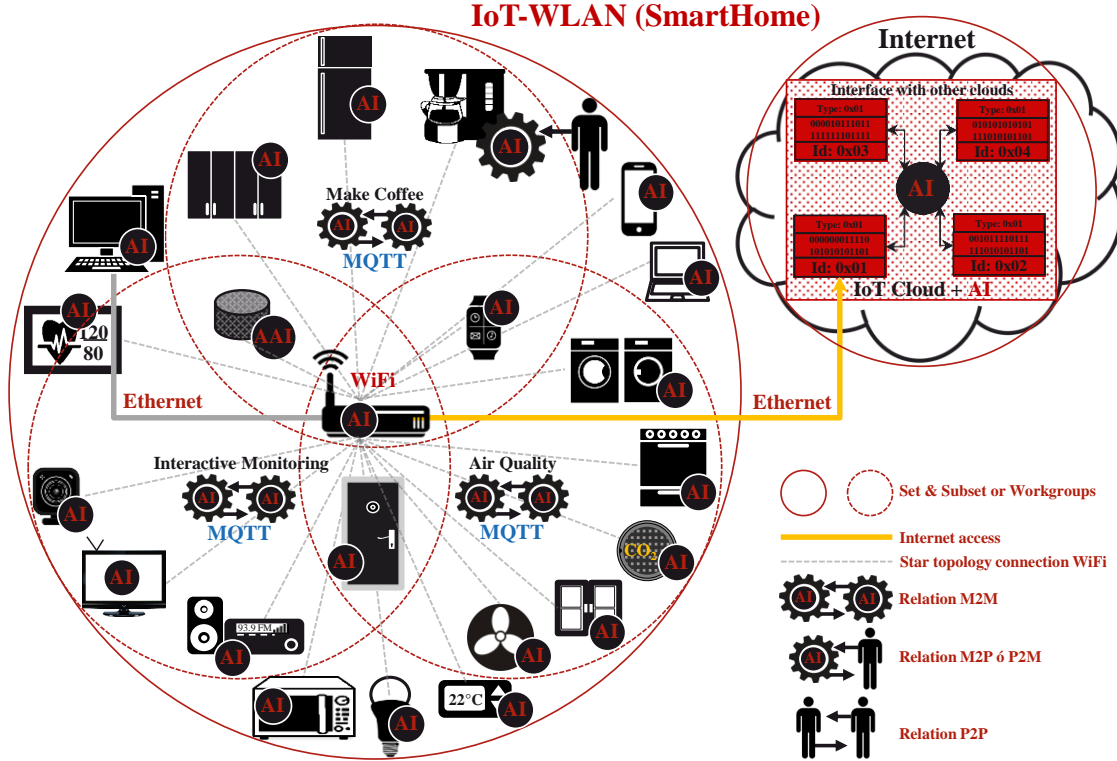 IoT-WLAN (SmartHome)
Internet
Interface with other clouds
Type: 0x01
000010111011
111111101111
Id: 0x03
Type: 0x01
010101010101
111010101101
Id: 0x04
AI
Type: 0x01
000000011110
101010101101
Id: 0x01
Type: 0x01
001011110111
111010101101
Id: 0x02
IoT Cloud + AI
AI
AI
AI
Make Coffee
AI
AI
MQTT
AI
AI
AI
AI
120
80
AAI
AI
AI
WiFi
AI
Ethernet
Ethernet
AI
Interactive Monitoring
AI
AI
MQTT
Air Quality
AI
AI
MQTT
AI
AI
CO2
AI
AI
AI
93.9 FM
AI
AI
AI
AI
AI
22°C
AI
Set & Subset or Workgroups
Internet access
Star topology connection WiFi
AI
AI
Relation M2M
AI
Relation M2P ó P2M
Relation P2P